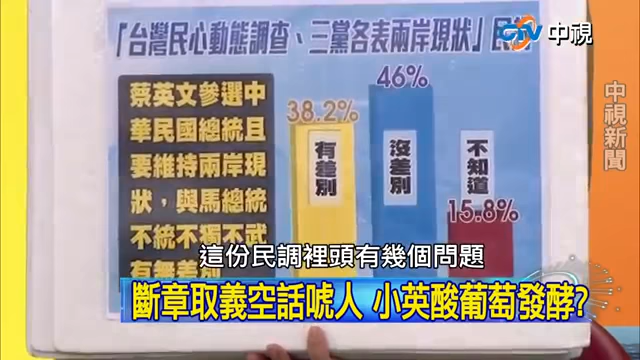 「台灣民心動態調查、三黨各表兩岸現狀」民
CTV中視
中視新聞
蔡英文參選中
華民國總統且
要維持兩岸現
狀,與馬總統
不統不獨不武
有無差別
38.2%
有差別
46%
沒差別
不知道
15.8%
這份民調裡頭有幾個問題
斷章取義空話唬人 小英酸葡萄發酵?